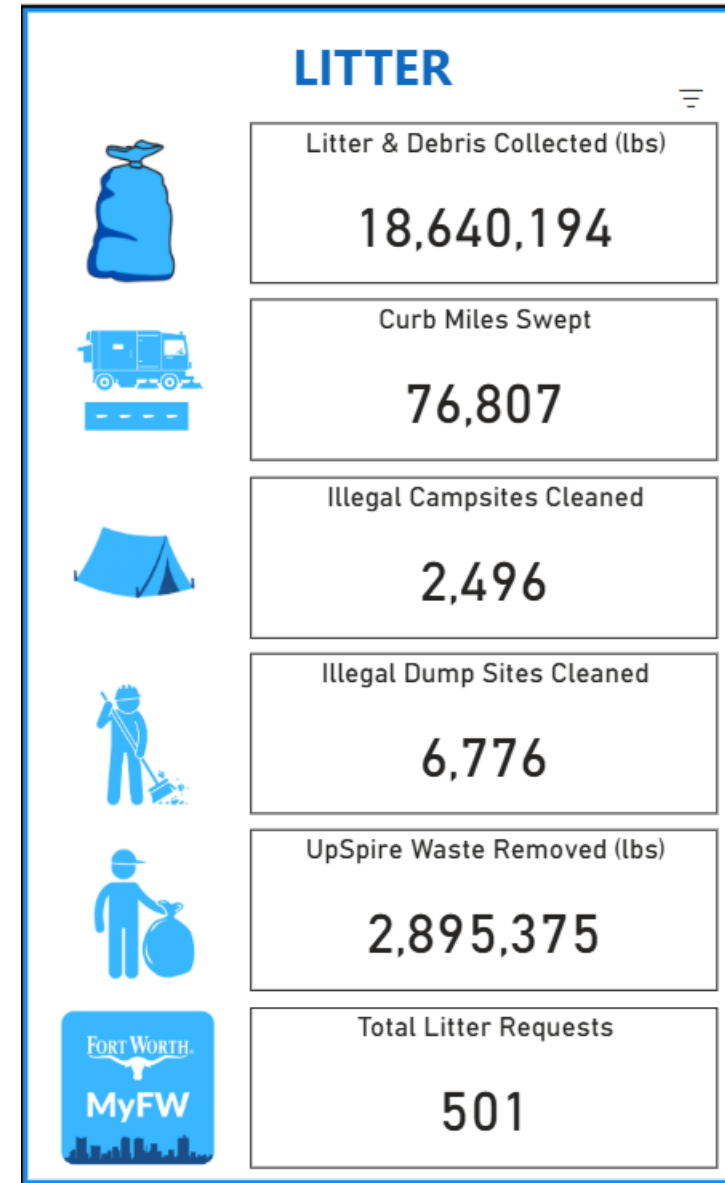 LITTER
Litter & Debris Collected (lbs)
18,640,194
Curb Miles Swept
76,807
Illegal Campsites Cleaned
2,496
Illegal Dump Sites Cleaned
6,776
UpSpire Waste Removed (lbs)
2,895,375
FORT WORTH.
MyFW
Total Litter Requests
501